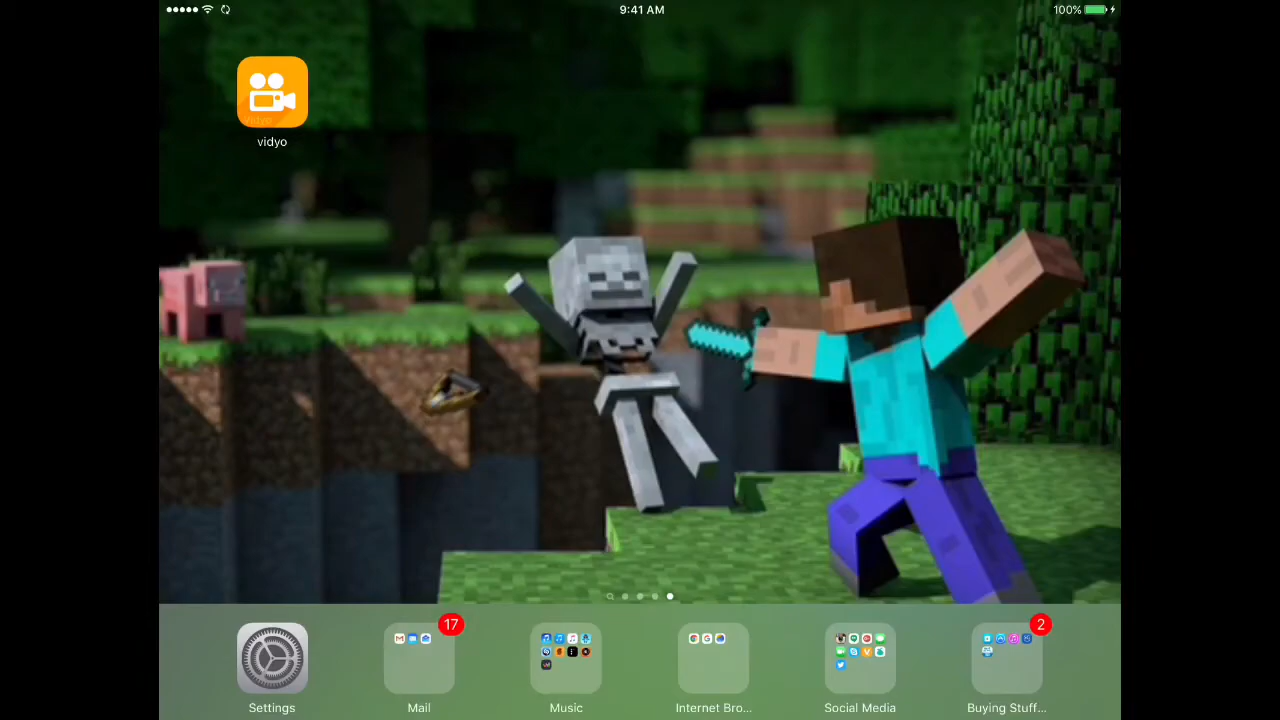 9:41 AM
100%
vidyo
17
2
Settings
Mail
Music
Internet Bro...
Social Media
Buying Stuff...